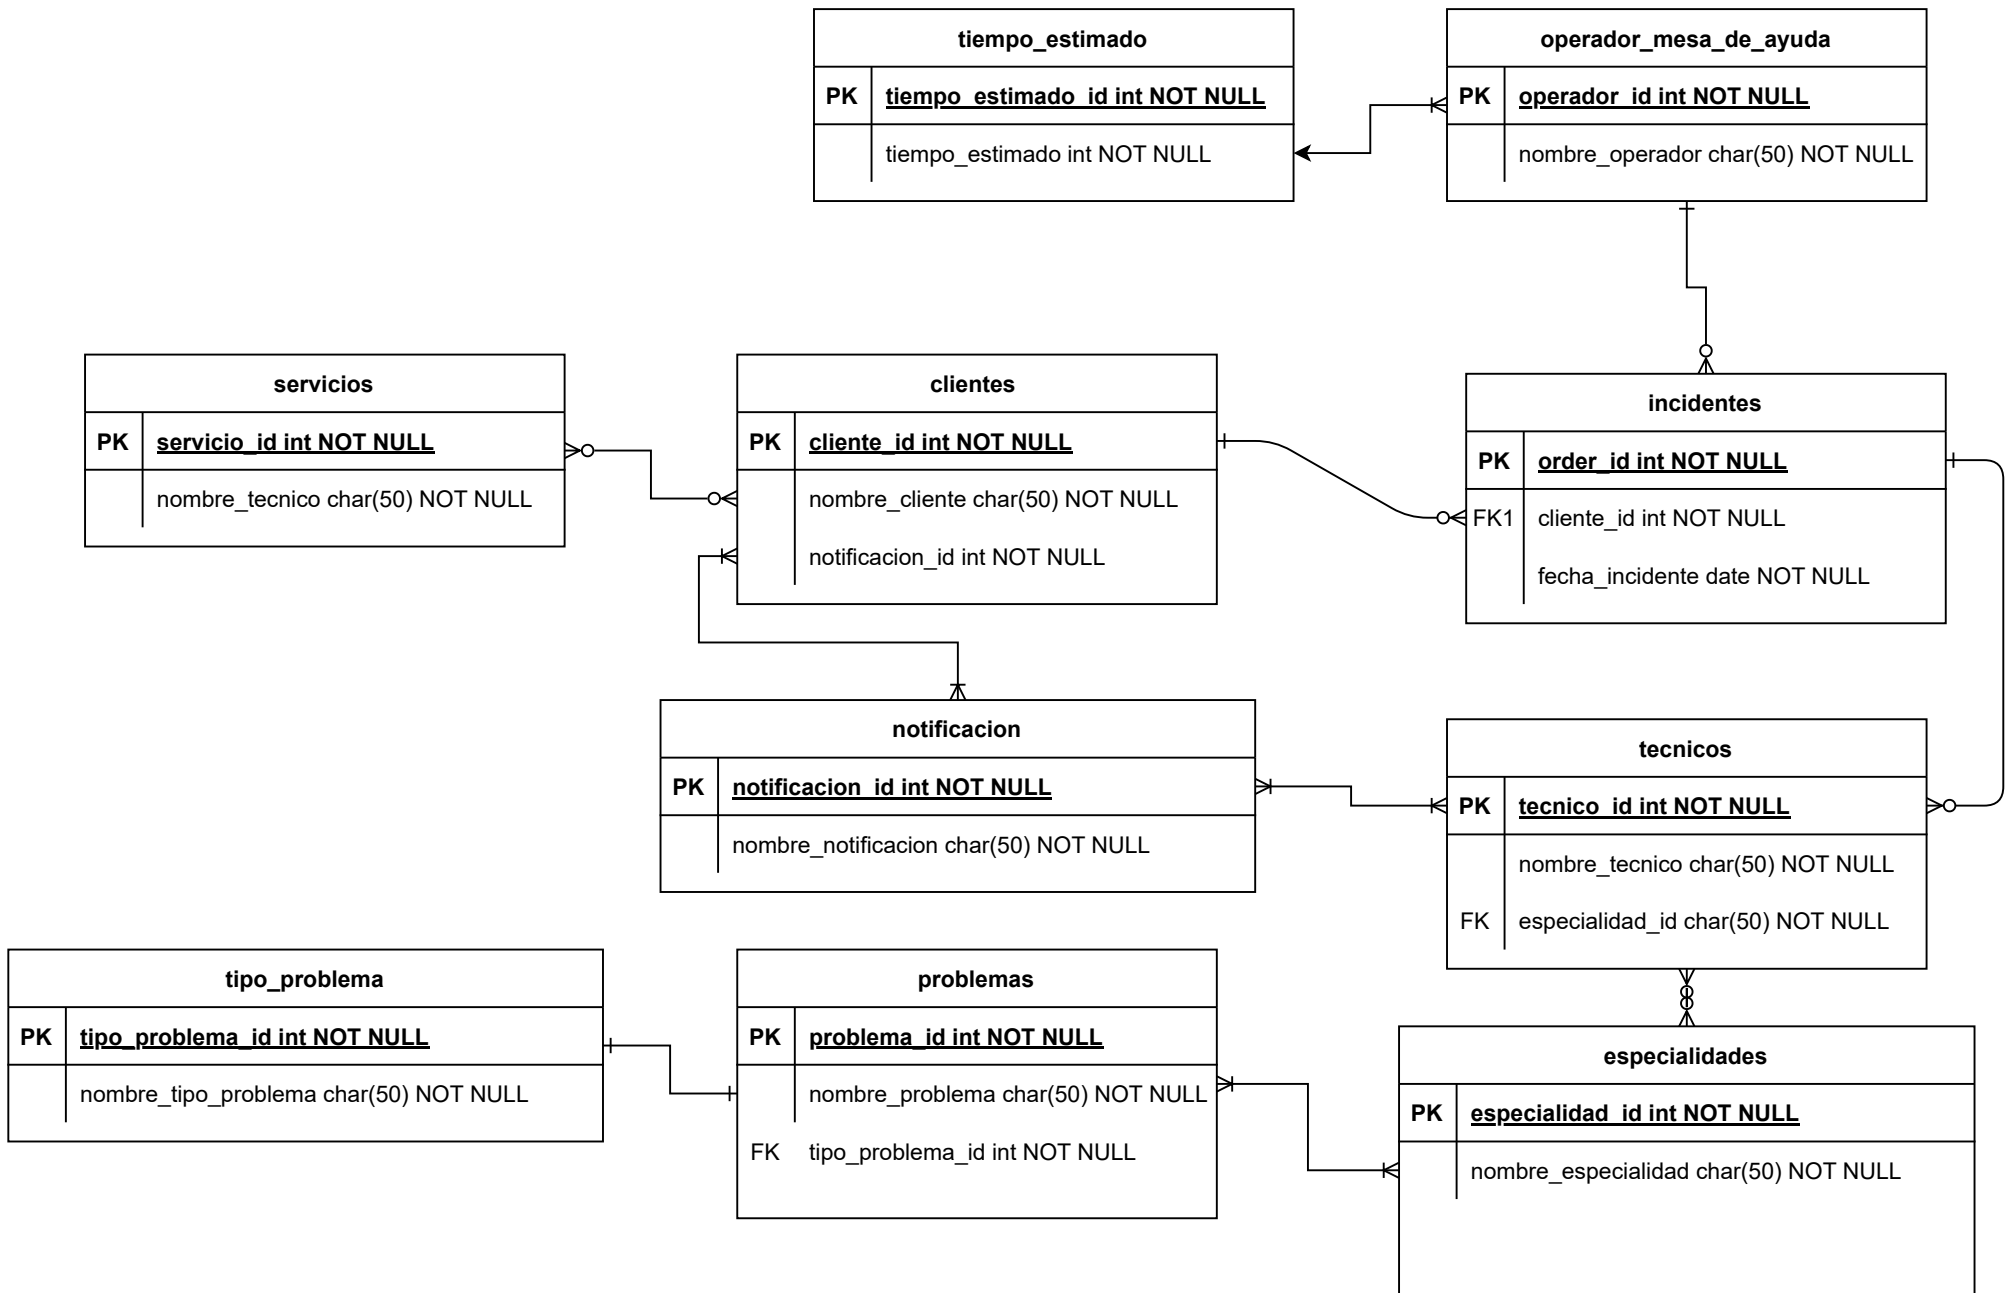 tiempo_estimado
PK tiempo_estimado_id int NOT NULL
tiempo_estimado int NOT NULL
operador_mesa_de_ayuda
PK operador_id int NOT NULL
nombre_operador char(50) NOT NULL
servicios
PK servicio_id int NOT NULL
nombre_tecnico char(50) NOT NULL
clientes
PK cliente_id int NOT NULL
nombre_cliente char(50) NOT NULL
notificacion_id int NOT NULL
incidentes
PK order_id int NOT NULL
FK1 cliente_id int NOT NULL
fecha_incidente date NOT NULL
notificacion
PK notificacion_id int NOT NULL
nombre_notificacion char(50) NOT NULL
tecnicos
PK tecnico_id int NOT NULL
nombre_tecnico char(50) NOT NULL
FK especialidad_id char(50) NOT NULL
tipo_problema
PK tipo_problema_id int NOT NULL
nombre_tipo_problema char(50) NOT NULL
problemas
PK problema_id int NOT NULL
nombre_problema char(50) NOT NULL
FK tipo_problema_id int NOT NULL
especialidades
PK especialidad_id int NOT NULL
nombre_especialidad char(50) NOT NULL